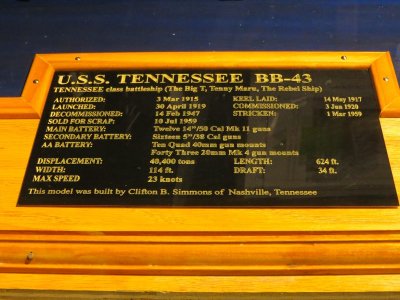 U.S.S. TENNESSEE BB-43
TENNESSEE class battleship (The Big T, Tenny Maru, The Rebel Ship)
AUTHORIZED: 3 Mar 1915 KEEL LAID: 14 May 1917
LAUNCHED: 30 April 1919 COMMISSIONED: 3 Jun 1920
DECOMMISSIONED: 14 Feb 1947 STRICKEN: 1 Mar 1959
SOLD FOR SCRAP: 10 Jul 1959
MAIN BATTERY: Twelve 14"/50 Cal Mk 11 guns
SECONDARY BATTERY: Sixteen 5"/38 Cal guns
AA BATTERY: Ten Quad 40mm gun mounts
Forty Three 20mm Mk 4 gun mounts
DISPLACEMENT: 40,400 tons LENGTH: 624 ft.
WIDTH: 114 ft. DRAFT: 34 ft.
MAX SPEED 23 knots
This model was built by Clifton B. Simmons of Nashville, Tennessee